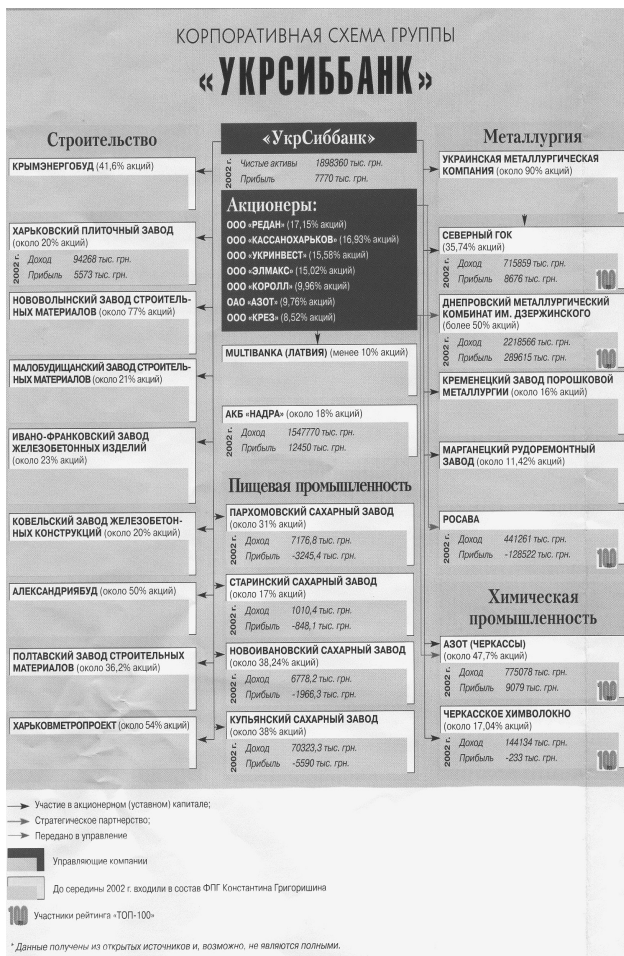 КОРПОРАТИВНАЯ СХЕМА ГРУППЫ
«УКРСИББАНК»
Строительство
КРЫМЭНЕРГОБУД (41,6% акций)
ХАРЬКОВСКИЙ ПЛИТОЧНЫЙ ЗАВОД
(около 20% акций)
2002 г.
Доход 94268 тыс. грн.
Прибыль 5573 тыс. грн.
НОВОВОЛЫНСКИЙ ЗАВОД СТРОИТЕЛЬ-
НЫХ МАТЕРИАЛОВ (около 77% акций)
МАЛОБУДИЩАНСКИЙ ЗАВОД СТРОИТЕЛЬ-
НЫХ МАТЕРИАЛОВ (около 21% акций)
ИВАНО-ФРАНКОВСКИЙ ЗАВОД
ЖЕЛЕЗОБЕТОННЫХ ИЗДЕЛИЙ
(около 23% акций)
КОВЕЛЬСКИЙ ЗАВОД ЖЕЛЕЗОБЕТОН-
НЫХ КОНСТРУКЦИЙ (около 20% акций)
АЛЕКСАНДРИЯБУД (около 50% акций)
ПОЛТАВСКИЙ ЗАВОД СТРОИТЕЛЬНЫХ
МАТЕРИАЛОВ (около 36,2% акций)
ХАРЬКОВМЕТРОПРОЕКТ (около 54% акций)
«УкрСиббанк»
2002 г.
Чистые активы 1898360 тыс. грн.
Прибыль 7770 тыс. грн.
Акционеры:
ООО «РЕДАН» (17,15% акций)
ООО «КАССАНОХАРЬКОВ» (16,93% акций)
ООО «УКРИНВЕСТ» (15,58% акций)
ООО «ЭЛМАКС» (15,02% акций)
ООО «КОРОЛЛ» (9,96% акций)
ОАО «АЗОТ» (9,76% акций)
ООО «КРЕЗ» (8,52% акций)
MULTIBANKA (ЛАТВИЯ) (менее 10% акций)
АКБ «НАДРА» (около 18% акций)
2002 г.
Доход 1547770 тыс. грн.
Прибыль 12450 тыс. грн.
Пищевая промышленность
ПАРХОМОВСКИЙ САХАРНЫЙ ЗАВОД
(около 31% акций)
2002 г.
Доход 7176,8 тыс. грн.
Прибыль -3245,4 тыс. грн.
СТАРИНСКИЙ САХАРНЫЙ ЗАВОД
(около 17% акций)
2002 г.
Доход 1010,4 тыс. грн.
Прибыль -848,1 тыс. грн.
НОВОИВАНОВСКИЙ САХАРНЫЙ ЗАВОД
(около 38,24% акций)
2002 г.
Доход 6778,2 тыс. грн.
Прибыль -1966,3 тыс. грн.
КУПЬЯНСКИЙ САХАРНЫЙ ЗАВОД
(около 38% акций)
2002 г.
Доход 70323,3 тыс. грн.
Прибыль -5590 тыс. грн.
Металлургия
УКРАИНСКАЯ МЕТАЛЛУРГИЧЕСКАЯ
КОМПАНИЯ (около 90% акций)
СЕВЕРНЫЙ ГОК
(35,74% акций)
2002 г.
Доход 715859 тыс. грн.
Прибыль 8676 тыс. грн.
100
ДНЕПРОВСКИЙ МЕТАЛЛУРГИЧЕСКИЙ
КОМБИНАТ ИМ. ДЗЕРЖИНСКОГО
(более 50% акций)
2002 г.
Доход 2218566 тыс. грн.
Прибыль 289615 тыс. грн.
100
КРЕМЕНЕЦКИЙ ЗАВОД ПОРОШКОВОЙ
МЕТАЛЛУРГИИ (около 16% акций)
МАРГАНЕЦКИЙ РУДОРЕМОНТНЫЙ
ЗАВОД (около 11,42% акций)
РОСАВА
2002 г.
Доход 441261 тыс. грн.
Прибыль -128522 тыс. грн.
100
Химическая
промышленность
АЗОТ (ЧЕРКАССЫ)
(около 47,7% акций)
2002 г.
Доход 775078 тыс. грн.
Прибыль 9079 тыс. грн.
100
ЧЕРКАССКОЕ ХИМВОЛОКНО
(около 17,04% акций)
2002 г.
Доход 144134 тыс. грн.
Прибыль -233 тыс. грн.
100
Участие в акционерном (уставном) капитале;
Стратегическое партнерство;
Передано в управление
Управляющие компании
До середины 2002 г. входили в состав ФПГ Константина Григоришина
100 Участники рейтинга «ТОП-100»
* Данные получены из открытых источников и, возможно, не являются полными.